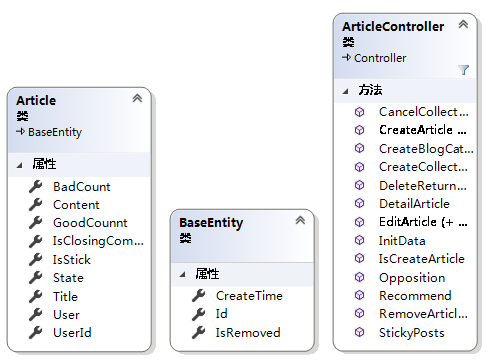 Article
类
BaseEntity
属性
BadCount
Content
GoodCounnt
IsClosingCom...
IsStick
State
Title
User
UserId
BaseEntity
类
属性
CreateTime
Id
IsRemoved
ArticleController
类
Controller
方法
CancelCollect...
CreateArticle ...
CreateBlogCat...
CreateCollect...
DeleteReturn...
DetailArticle
EditArticle (+ ...
InitData
IsCreateArticle
Opposition
Recommend
RemoveArticl...
StickyPosts